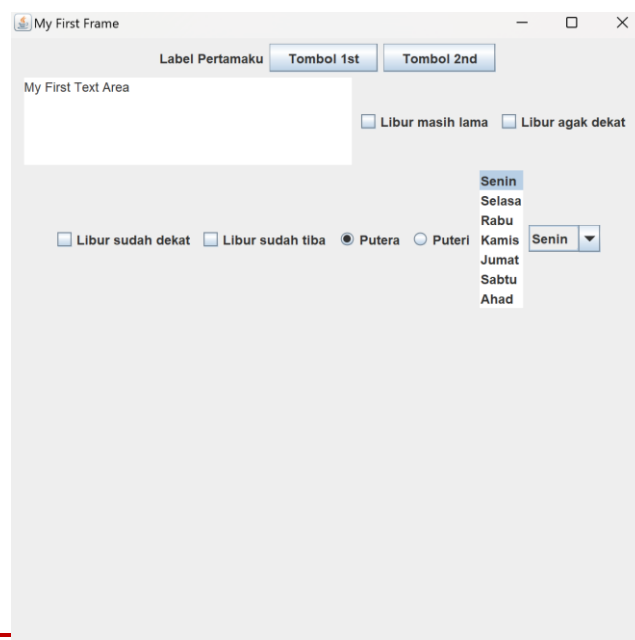 My First Frame
Label Pertamaku Tombol 1st Tombol 2nd
My First Text Area
Libur masih lama Libur agak dekat
Libur sudah dekat Libur sudah tiba Putera Puteri
Senin
Selasa
Rabu
Kamis
Jumat
Sabtu
Ahad
Senin